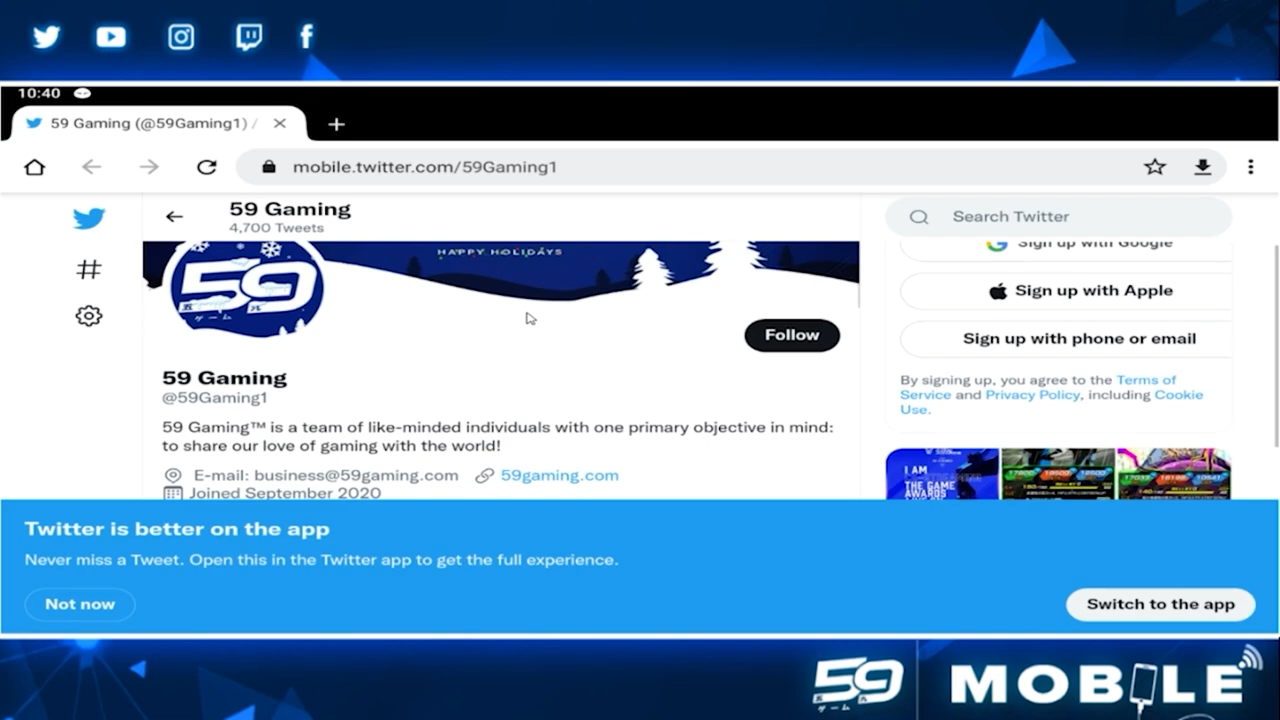 10:40
59 Gaming (@59Gaming1) /
mobile.twitter.com/59Gaming1
59 Gaming
4,700 Tweets
Search Twitter
HAPPY HOLIDAYS
59
ゲーム
Sign up with Google
Sign up with Apple
Sign up with phone or email
Follow
59 Gaming
@59Gaming1
By signing up, you agree to the Terms of
Service and Privacy Policy, including Cookie
Use.
59 Gaming™ is a team of like-minded individuals with one primary objective in mind:
to share our love of gaming with the world!
E-mail: business@59gaming.com 59gaming.com
Joined September 2020
I AM
THE GAME
AWARDS
Twitter is better on the app
Never miss a Tweet. Open this in the Twitter app to get the full experience.
Not now
Switch to the app
59
ゲーム
MOBILE